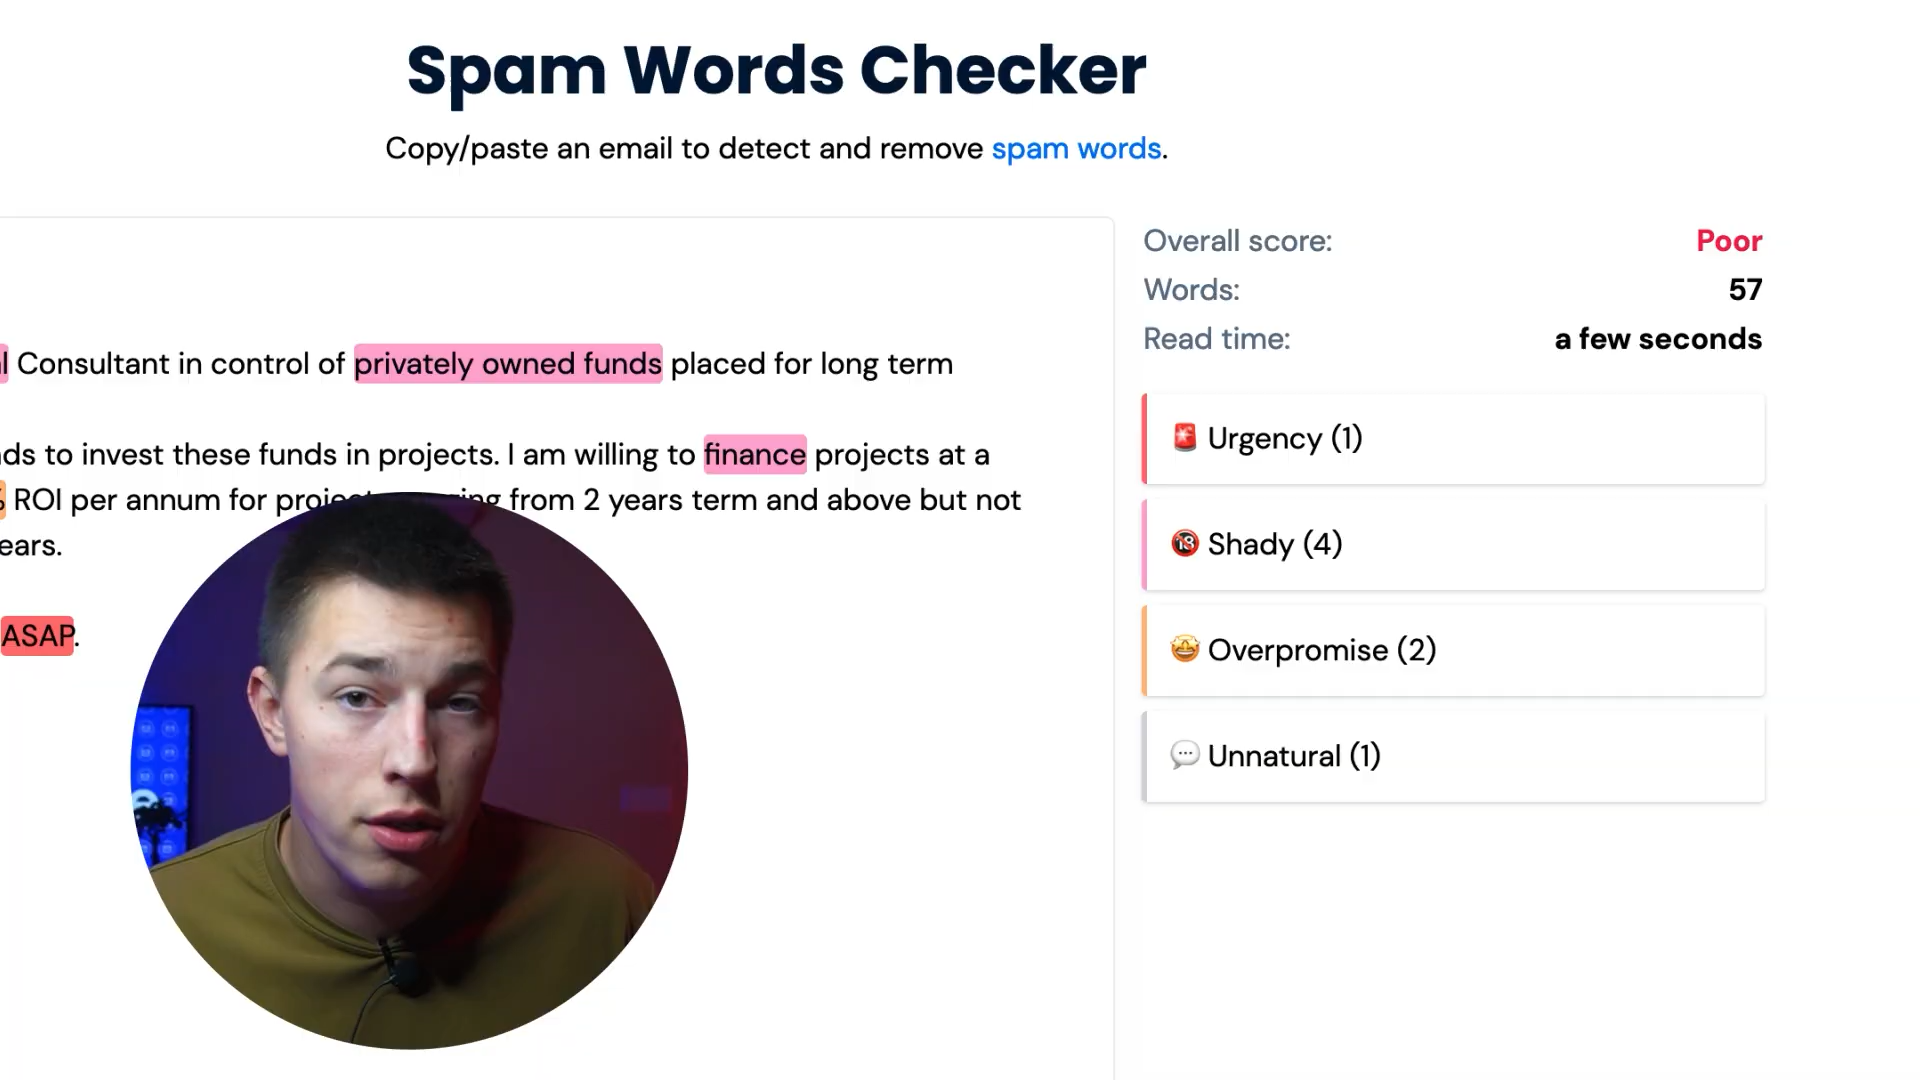 Spam Words Checker
Copy/paste an email to detect and remove spam words.
Overall score: Poor
Words: 57
Read time: a few seconds
Consultant in control of privately owned funds placed for long term
to invest these funds in projects. I am willing to finance projects at a
ROI per annum for from 2 years term and above but not
ASAP.
Urgency (1)
Shady (4)
Overpromise (2)
Unnatural (1)